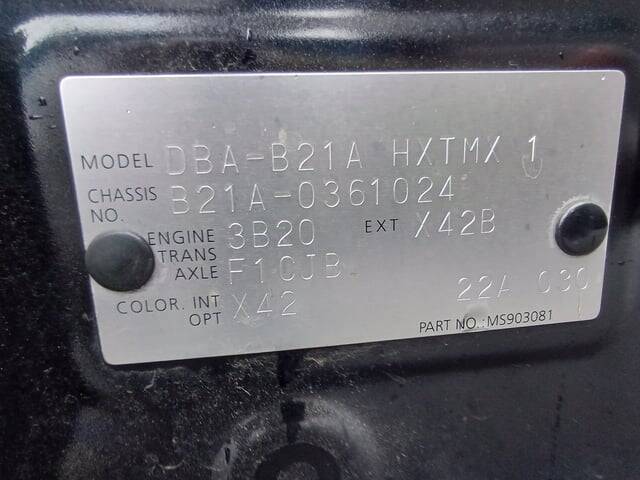 MODEL DBA-B21A HXTMX 1
CHASSIS NO. B21A-0361024
ENGINE 3B20 EXT X42B
TRANS AXLE F1CJB
COLOR. INT OPT X42 22A 030
PART NO.:MS903081